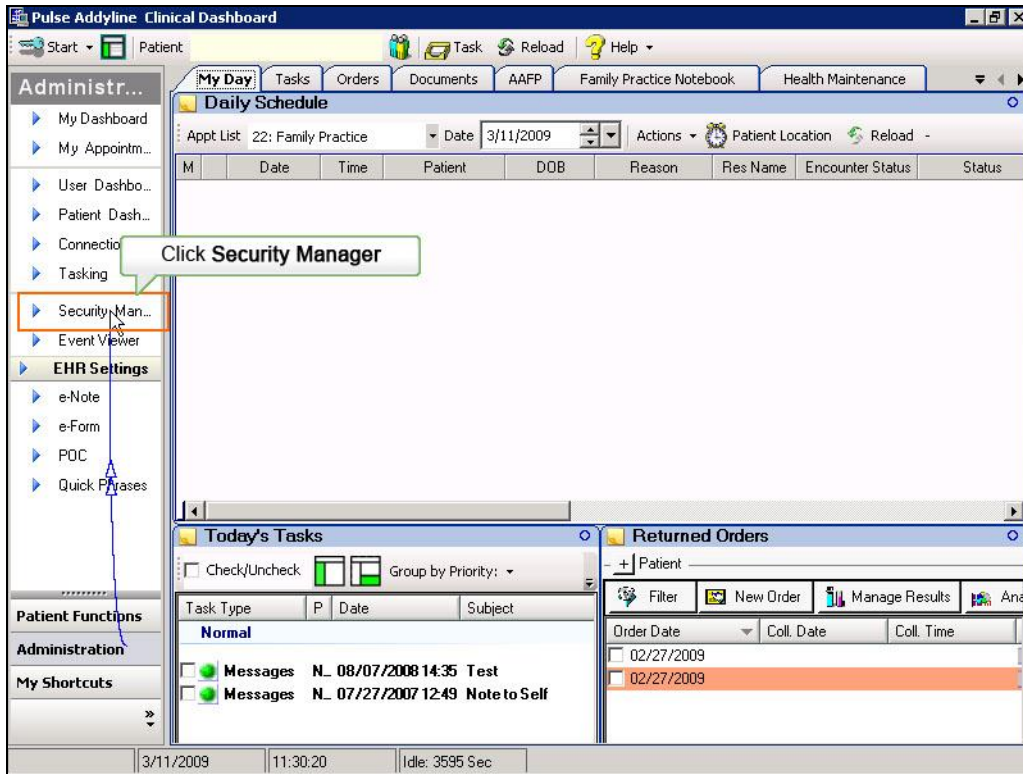 Pulse Addyline Clinical Dashboard
Start Patient Task Reload Help
Administr...
My Dashboard
My Appointm...
User Dashbo...
Patient Dash...
Connectio
Tasking
Security Man...
Event Viewer
EHR Settings
e-Note
e-Form
POC
Quick Phrases
Patient Functions
Administration
My Shortcuts
Click Security Manager
My Day Tasks Orders Documents AAFP Family Practice Notebook Health Maintenance
Daily Schedule
Appt List 22: Family Practice Date 3/11/2009 Actions Patient Location Reload -
M Date Time Patient DOB Reason Res Name Encounter Status Status
Today's Tasks
Check/Uncheck Group by Priority:
Task Type P Date Subject
Normal
Messages N... 08/07/2008 14:35 Test
Messages N... 07/27/2007 12:49 Note to Self
Returned Orders
+ Patient
Filter New Order Manage Results Ana
Order Date Coll. Date Coll. Time
02/27/2009
02/27/2009
3/11/2009 11:30:20 Idle: 3595 Sec